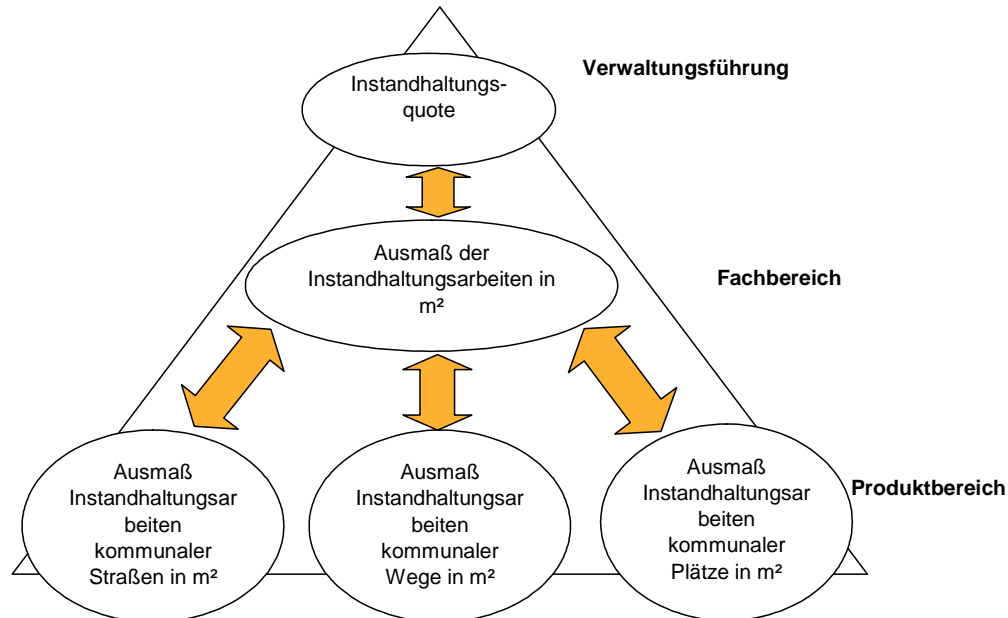 Verwaltungsführung
Instandhaltungs-
quote
Ausmaß der
Instandhaltungsarbeiten in
m²
Fachbereich
Ausmaß
Instandhaltungsar
beiten
kommunaler
Straßen in m²
Ausmaß
Instandhaltungsar
beiten
kommunaler
Wege in m²
Ausmaß
Instandhaltungsar
beiten
kommunaler
Plätze in m²
Produktbereich